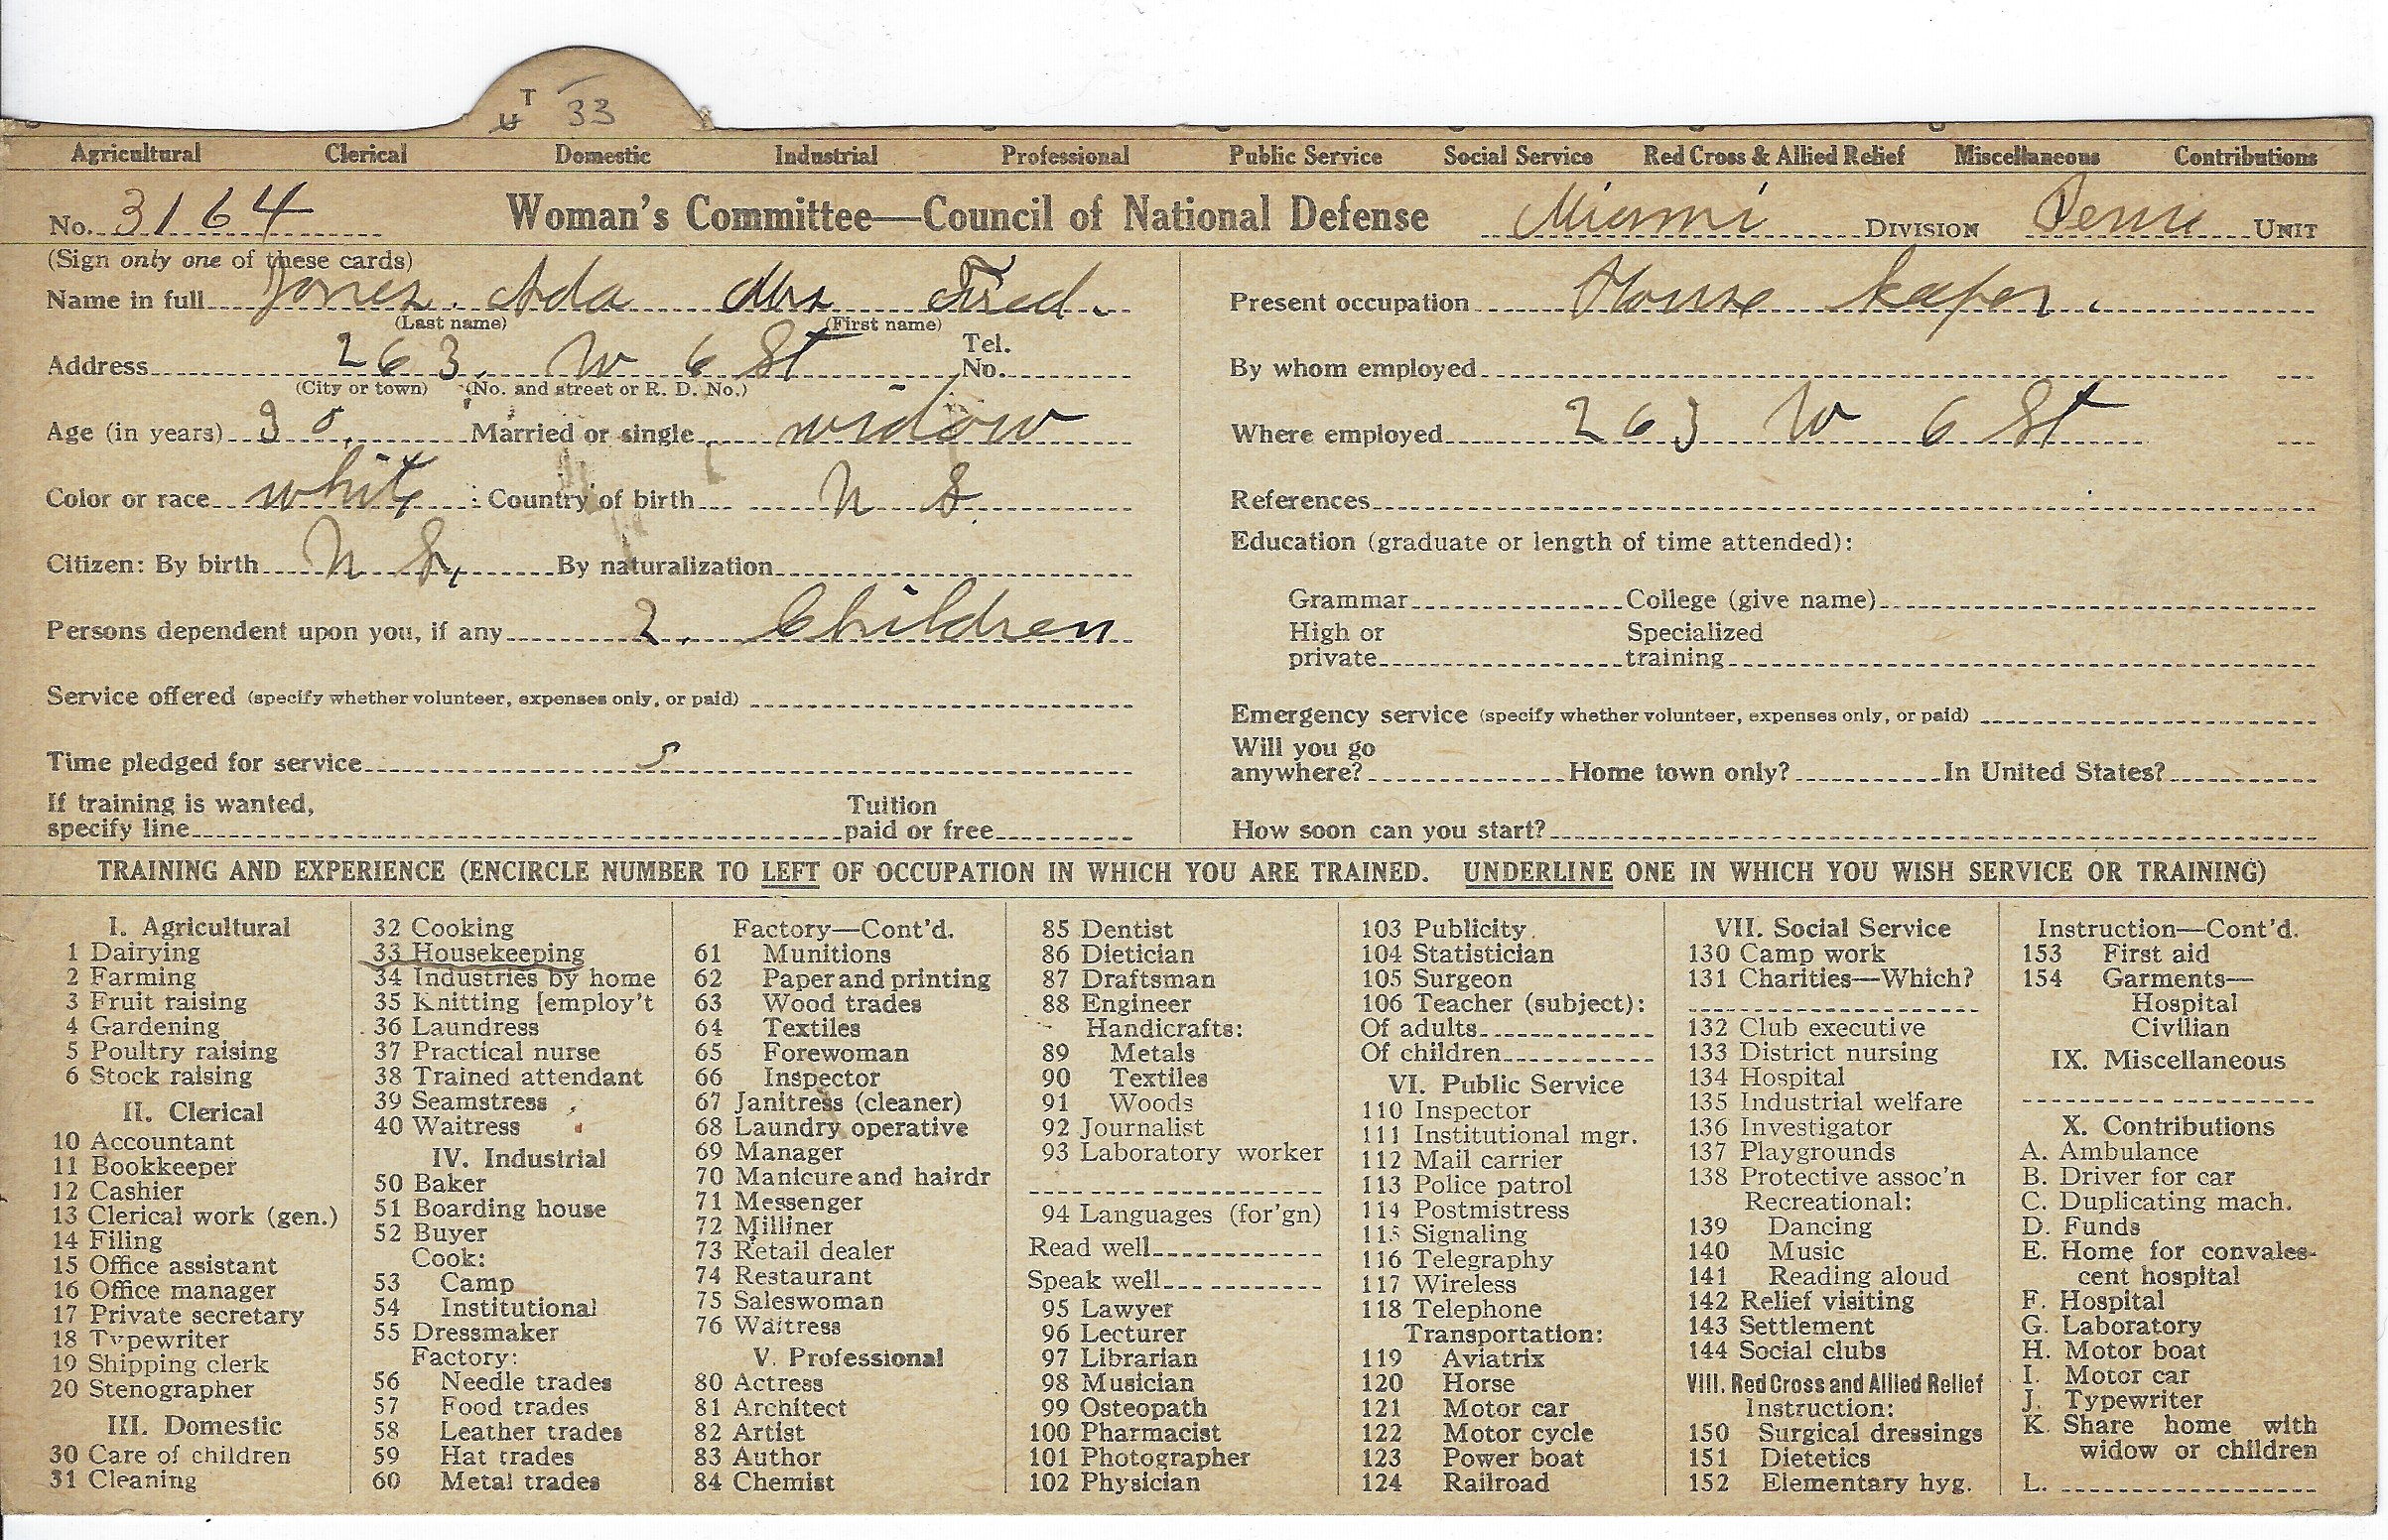 T
U 33
Agricultural Clerical Domestic Industrial Professional Public Service Social Service Red Cross & Allied Relief Miscellaneous Contributions
No. 3164 Woman's Committee—Council of National Defense Miami DIVISION Peru UNIT
(Sign only one of these cards)
Name in full Jones. Ada Mrs Fred.
(Last name) (First name)
Address 263. W 6 St Tel. No.
(City or town) (No. and street or R. D. No.)
Age (in years) 30. Married or single widow
Color or race white Country of birth U S.
Citizen: By birth U S, By naturalization
Persons dependent upon you, if any 2, Children
Service offered (specify whether volunteer, expenses only, or paid)
Time pledged for service
If training is wanted,
specify line Tuition paid or free
Present occupation House keeper.
By whom employed
Where employed 263 W 6 St
References
Education (graduate or length of time attended):
Grammar College (give name)
High or private Specialized training
Emergency service (specify whether volunteer, expenses only, or paid)
Will you go
anywhere? Home town only? In United States?
How soon can you start?
TRAINING AND EXPERIENCE (ENCIRCLE NUMBER TO LEFT OF OCCUPATION IN WHICH YOU ARE TRAINED. UNDERLINE ONE IN WHICH YOU WISH SERVICE OR TRAINING)
I. Agricultural
1 Dairying
2 Farming
3 Fruit raising
4 Gardening
5 Poultry raising
6 Stock raising
II. Clerical
10 Accountant
11 Bookkeeper
12 Cashier
13 Clerical work (gen.)
14 Filing
15 Office assistant
16 Office manager
17 Private secretary
18 Typewriter
19 Shipping clerk
20 Stenographer
III. Domestic
30 Care of children
31 Cleaning
32 Cooking
33 Housekeeping
34 Industries by home
35 Knitting [employ't
36 Laundress
37 Practical nurse
38 Trained attendant
39 Seamstress
40 Waitress
IV. Industrial
50 Baker
51 Boarding house
52 Buyer
Cook:
53 Camp
54 Institutional
55 Dressmaker
Factory:
56 Needle trades
57 Food trades
58 Leather trades
59 Hat trades
60 Metal trades
Factory—Cont'd.
61 Munitions
62 Paper and printing
63 Wood trades
64 Textiles
65 Forewoman
66 Inspector
67 Janitress (cleaner)
68 Laundry operative
69 Manager
70 Manicure and hairdr
71 Messenger
72 Milliner
73 Retail dealer
74 Restaurant
75 Saleswoman
76 Waitress
V. Professional
80 Actress
81 Architect
82 Artist
83 Author
84 Chemist
85 Dentist
86 Dietician
87 Draftsman
88 Engineer
Handicrafts:
89 Metals
90 Textiles
91 Woods
92 Journalist
93 Laboratory worker
94 Languages (for'gn)
Read well
Speak well
95 Lawyer
96 Lecturer
97 Librarian
98 Musician
99 Osteopath
100 Pharmacist
101 Photographer
102 Physician
103 Publicity
104 Statistician
105 Surgeon
106 Teacher (subject):
Of adults
Of children
VI. Public Service
110 Inspector
111 Institutional mgr.
112 Mail carrier
113 Police patrol
114 Postmistress
115 Signaling
116 Telegraphy
117 Wireless
118 Telephone
Transportation:
119 Aviatrix
120 Horse
121 Motor car
122 Motor cycle
123 Power boat
124 Railroad
VII. Social Service
130 Camp work
131 Charities—Which?
132 Club executive
133 District nursing
134 Hospital
135 Industrial welfare
136 Investigator
137 Playgrounds
138 Protective assoc'n
Recreational:
139 Dancing
140 Music
141 Reading aloud
142 Relief visiting
143 Settlement
144 Social clubs
VIII. Red Cross and Allied Relief
Instruction:
150 Surgical dressings
151 Dietetics
152 Elementary hyg.
Instruction—Cont'd.
153 First aid
154 Garments—
Hospital
Civilian
IX. Miscellaneous
X. Contributions
A. Ambulance
B. Driver for car
C. Duplicating mach.
D. Funds
E. Home for convales-
cent hospital
F. Hospital
G. Laboratory
H. Motor boat
I. Motor car
J. Typewriter
K. Share home with
widow or children
L.